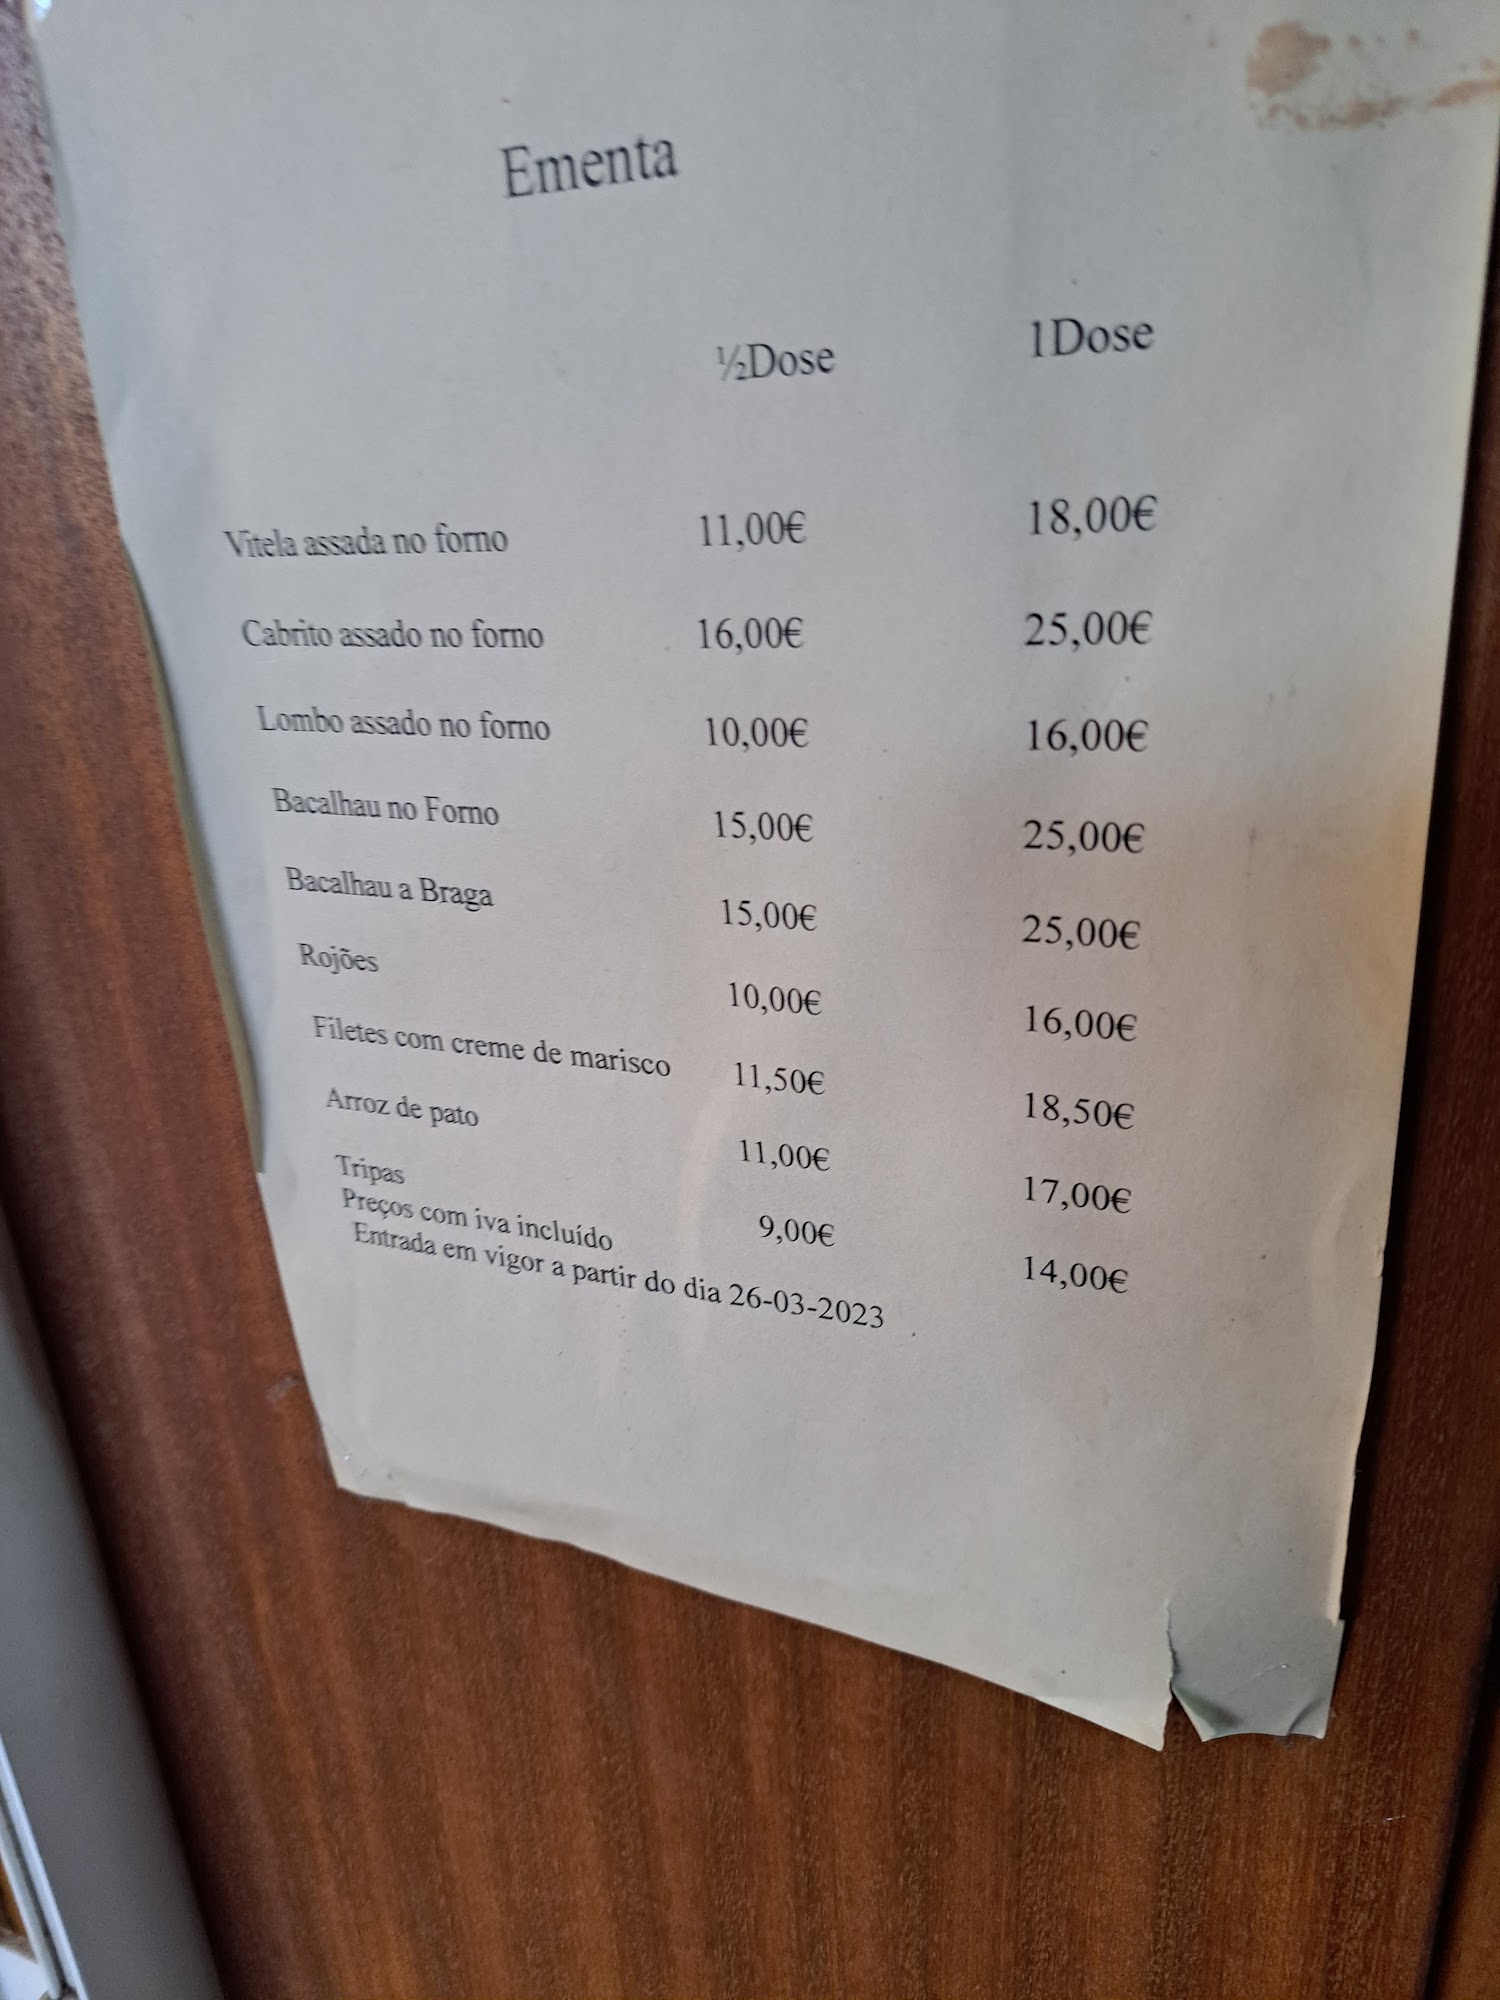 Ementa
½Dose 1Dose
Vitela assada no forno 11,00€ 18,00€
Cabrito assado no forno 16,00€ 25,00€
Lombo assado no forno 10,00€ 16,00€
Bacalhau no Forno 15,00€ 25,00€
Bacalhau a Braga 15,00€ 25,00€
Rojões 10,00€ 16,00€
Filetes com creme de marisco 11,50€ 18,50€
Arroz de pato 11,00€ 17,00€
Tripas 9,00€ 14,00€
Preços com iva incluído
Entrada em vigor a partir do dia 26-03-2023